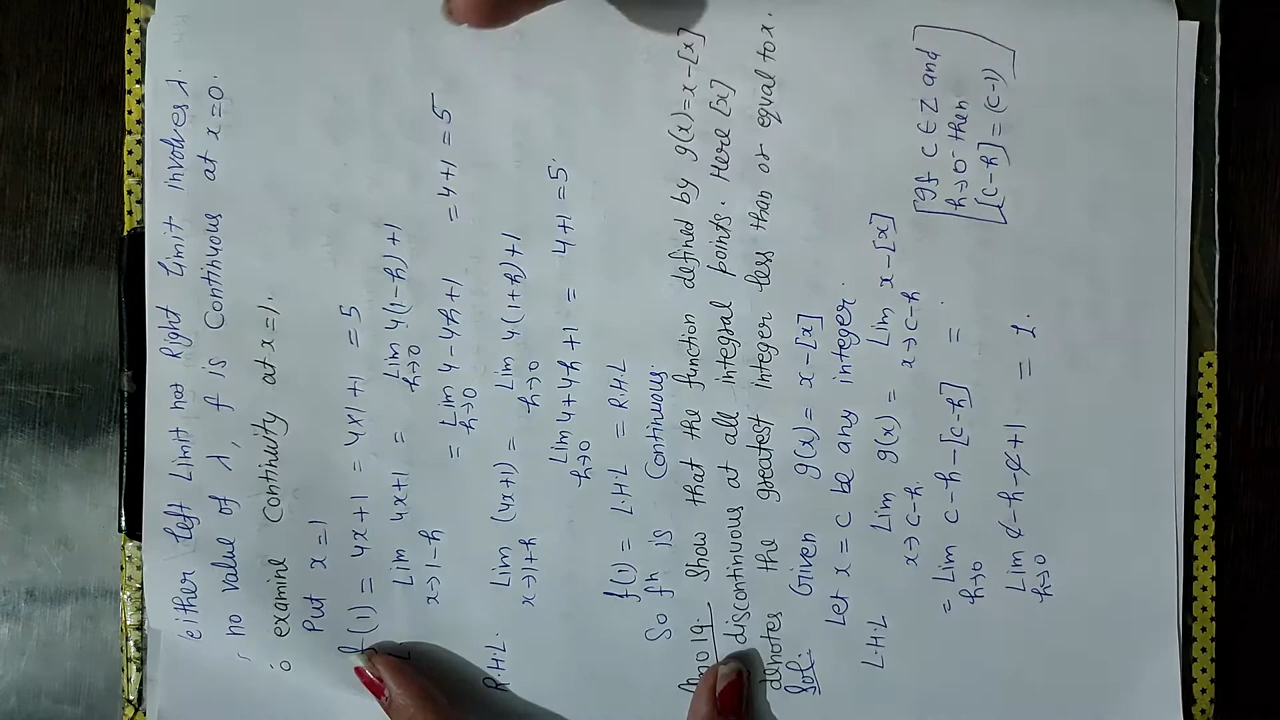 either Left Limit not Right Limit involves λ.
no value of λ, f is Continuous at x=0.
examine Continuity at x=1.
Put x=1
f(1) = 4x+1 = 4×1+1 = 5
Lim x→1-h 4x+1 = Lim h→0 4(1-h)+1
= Lim h→0 4-4h+1 = 4+1=5
R.H.L. Lim x→1+h (4x+1) = Lim h→0 4(1+h)+1
Lim h→0 4+4h+1 = 4+1=5.
f(1) = L.H.L = R.H.L
So fⁿ is Continuous.
19. Show that the function defined by g(x)=x-[x]
discontinuous at all integral points. Here [x]
denotes the greatest integer less than or equal to x.
Sol. Given g(x) = x-[x]
Let x=c be any integer.
L.H.L Lim x→c-h g(x) = Lim x→c-h x-[x]
= Lim h→0 c-h-[c-h] = .
[If c∈Z and
h→0⁻ then
[c-h]=(c-1)]
Lim h→0 c-h-c+1 = 1.